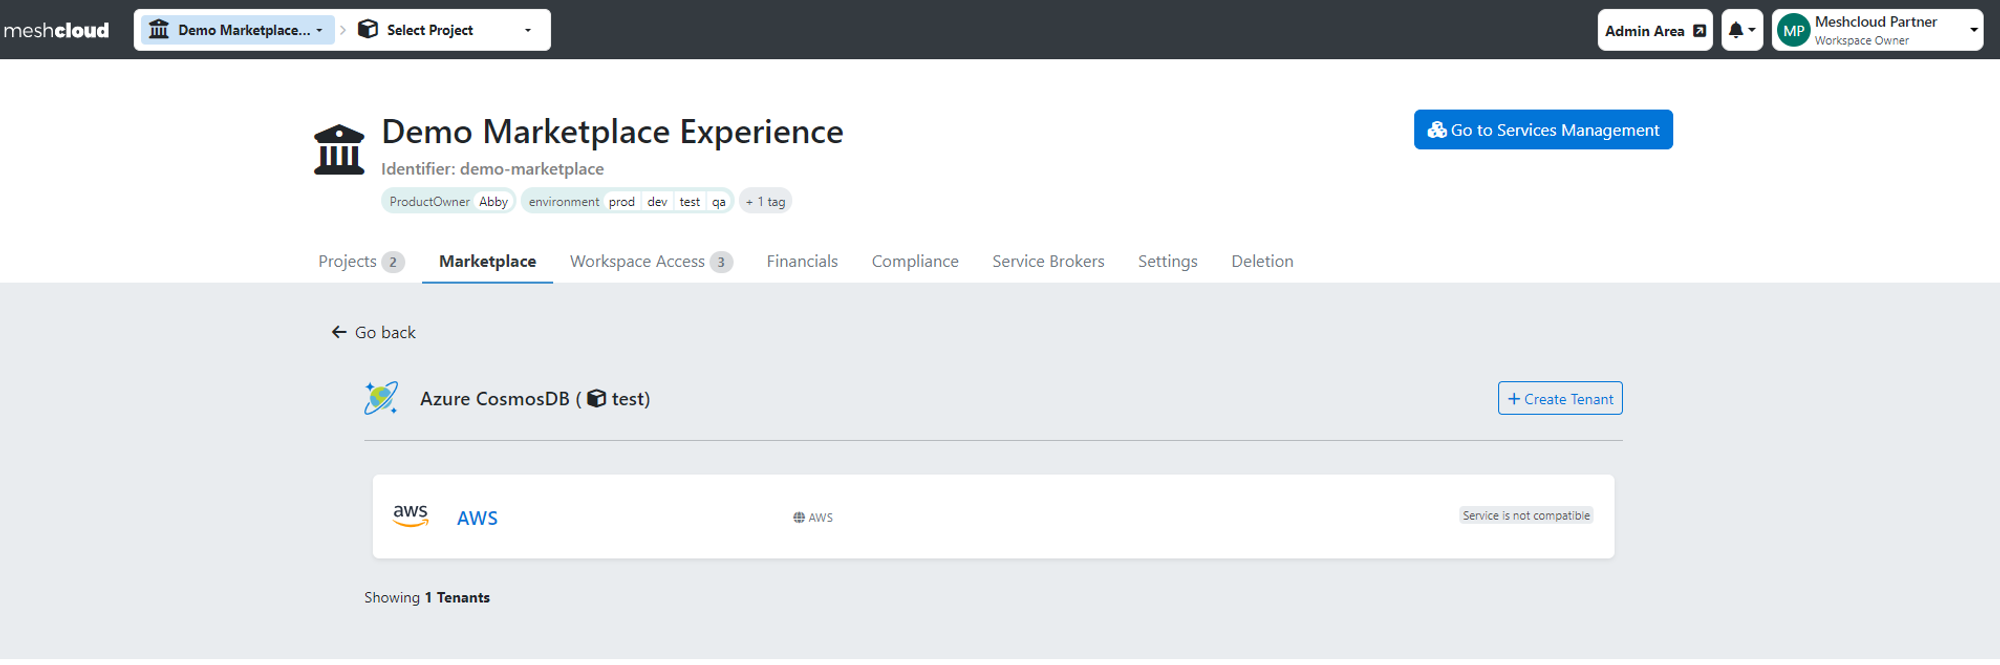 meshcloud Demo Marketplace... Select Project Admin Area MP Meshcloud Partner
Workspace Owner
Demo Marketplace Experience
Go to Services Management
Identifier: demo-marketplace
ProductOwner Abby environment prod dev test qa + 1 tag
Projects 2 Marketplace Workspace Access 3 Financials Compliance Service Brokers Settings Deletion
Go back
Azure CosmosDB ( test)
+ Create Tenant
aws AWS AWS Service is not compatible
Showing 1 Tenants